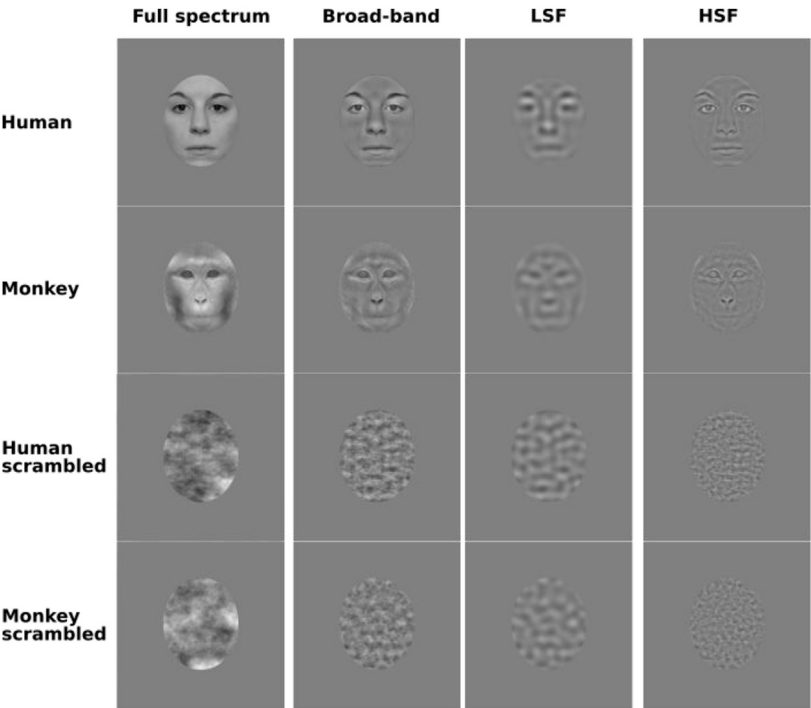 Full spectrum Broad-band LSF HSF
Human
Monkey
Human
scrambled
Monkey
scrambled